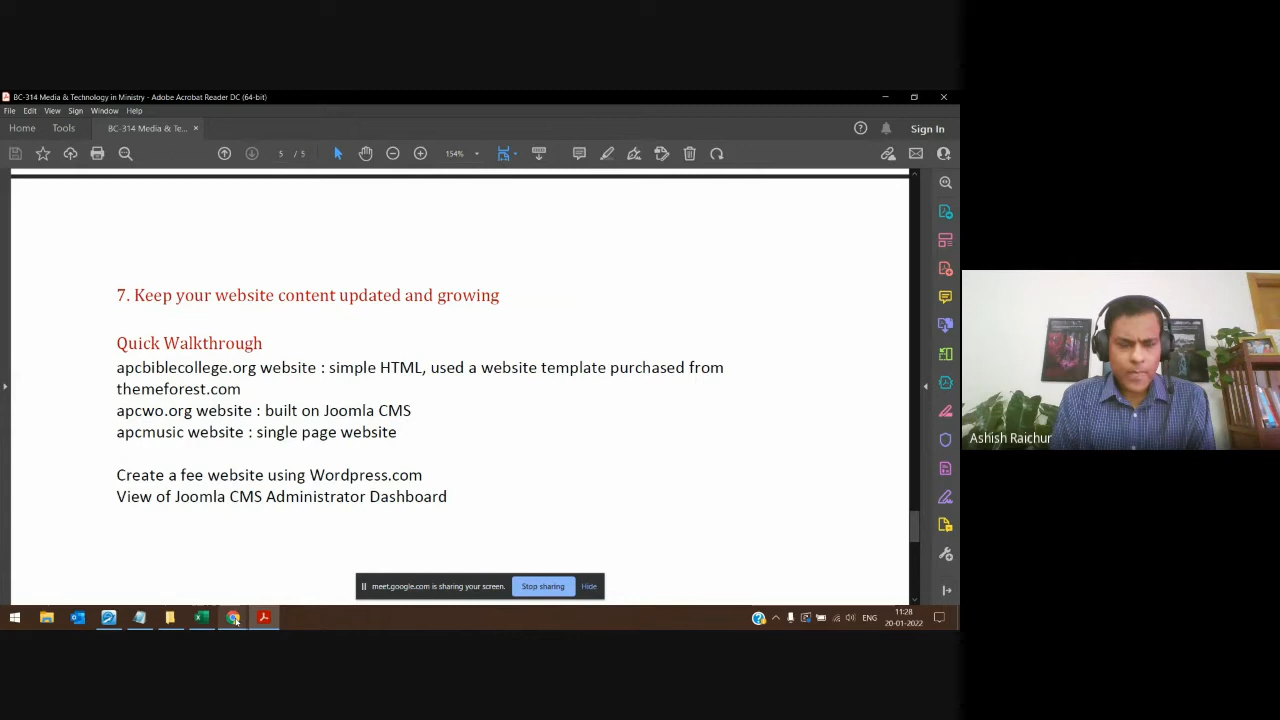 BC-314 Media & Technology in Ministry - Adobe Acrobat Reader DC (64-bit)
File Edit View Sign Window Help
Home Tools BC-314 Media & Te... × Sign In
5 / 5 154%
7. Keep your website content updated and growing
Quick Walkthrough
apcbiblecollege.org website : simple HTML, used a website template purchased from
themeforest.com
apcwo.org website : built on Joomla CMS
apcmusic website : single page website
Create a fee website using Wordpress.com
View of Joomla CMS Administrator Dashboard
Ashish Raichur
meet.google.com is sharing your screen. Stop sharing Hide
ENG 11:28
20-01-2022